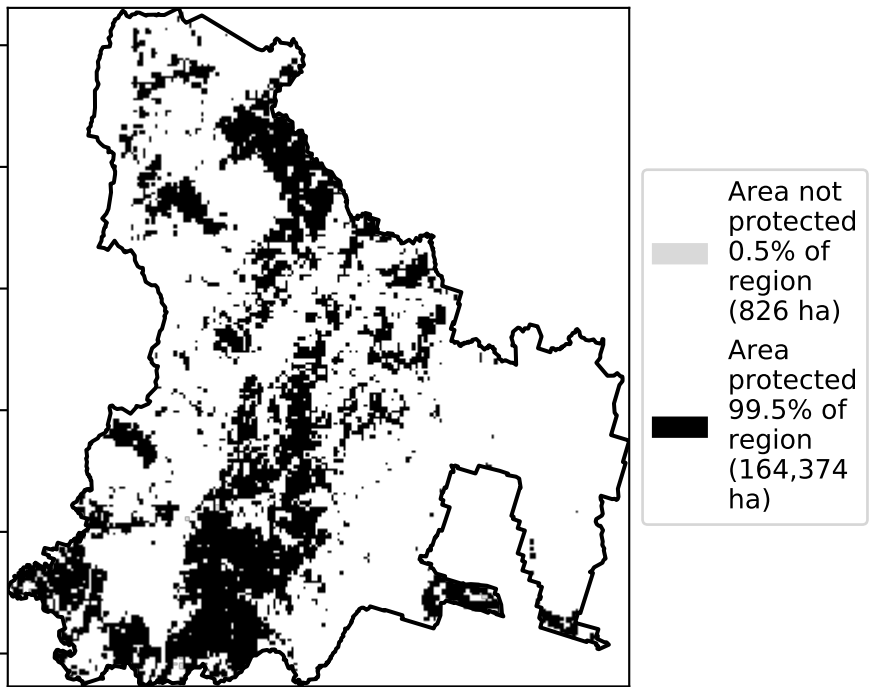 Area not
protected
0.5% of
region
(826 ha)
Area
protected
99.5% of
region
(164,374
ha)